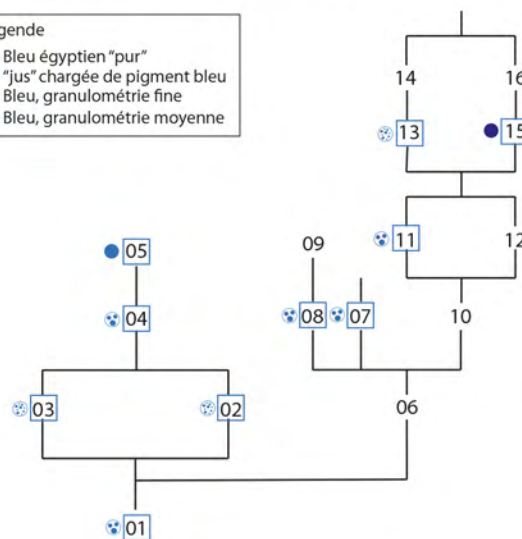 égende
Bleu égyptien "pur"
"jus" chargée de pigment bleu
Bleu, granulométrie fine
Bleu, granulométrie moyenne
14 16
13 15
11 12
05 09
04 08 07 10
03 02 06
01